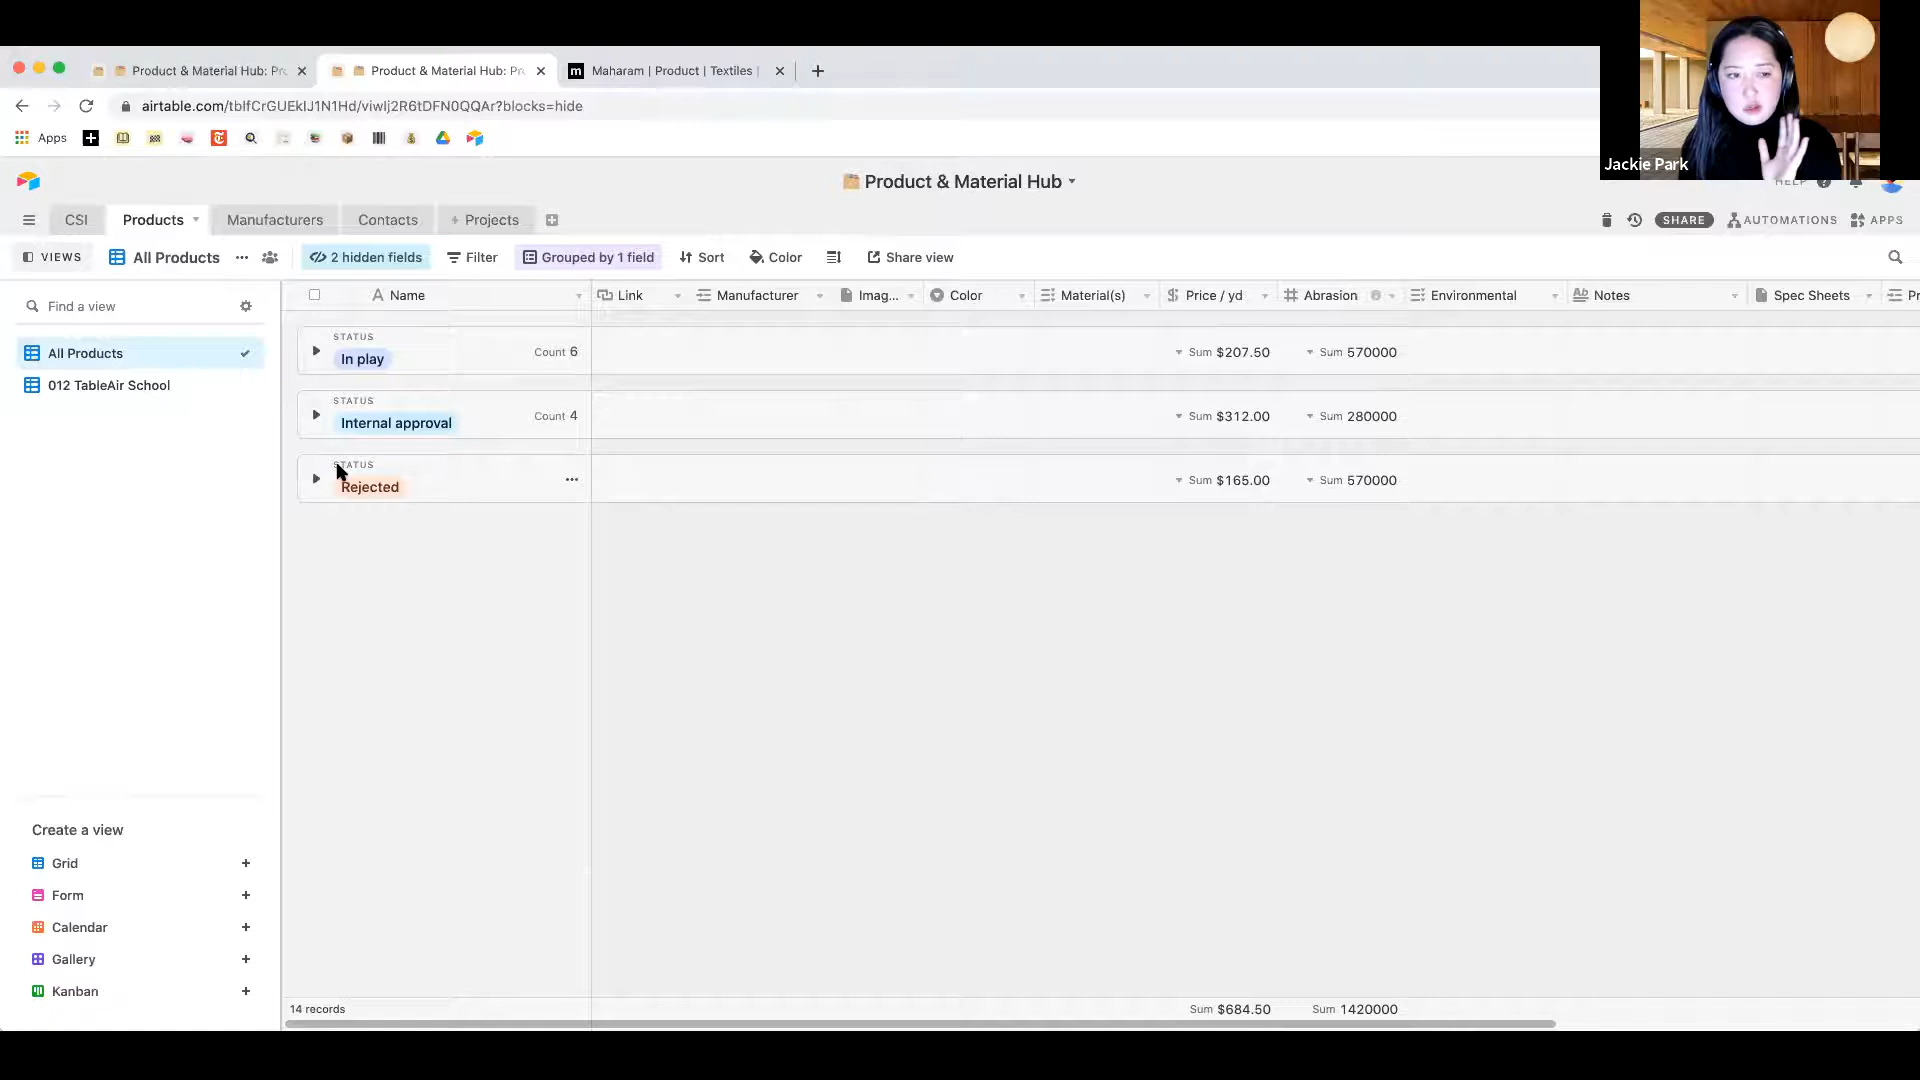 Product & Material Hub: Pr
Product & Material Hub: Pr
Maharam | Product | Textiles |
airtable.com/tblfCrGUEkIJ1N1Hd/viwIj2R6tDFN0QQAr?blocks=hide
Apps
Jackie Park
Product & Material Hub
HELP
CSI
Products
Manufacturers
Contacts
+ Projects
SHARE
AUTOMATIONS
APPS
VIEWS
All Products
2 hidden fields
Filter
Grouped by 1 field
Sort
Color
Share view
Find a view
Name
Link
Manufacturer
Imag...
Color
Material(s)
Price / yd
Abrasion
Environmental
Notes
Spec Sheets
Pr
All Products
012 TableAir School
STATUS
In play
Count 6
Sum $207.50
Sum 570000
STATUS
Internal approval
Count 4
Sum $312.00
Sum 280000
STATUS
Rejected
Sum $165.00
Sum 570000
Create a view
Grid
Form
Calendar
Gallery
Kanban
14 records
Sum $684.50
Sum 1420000